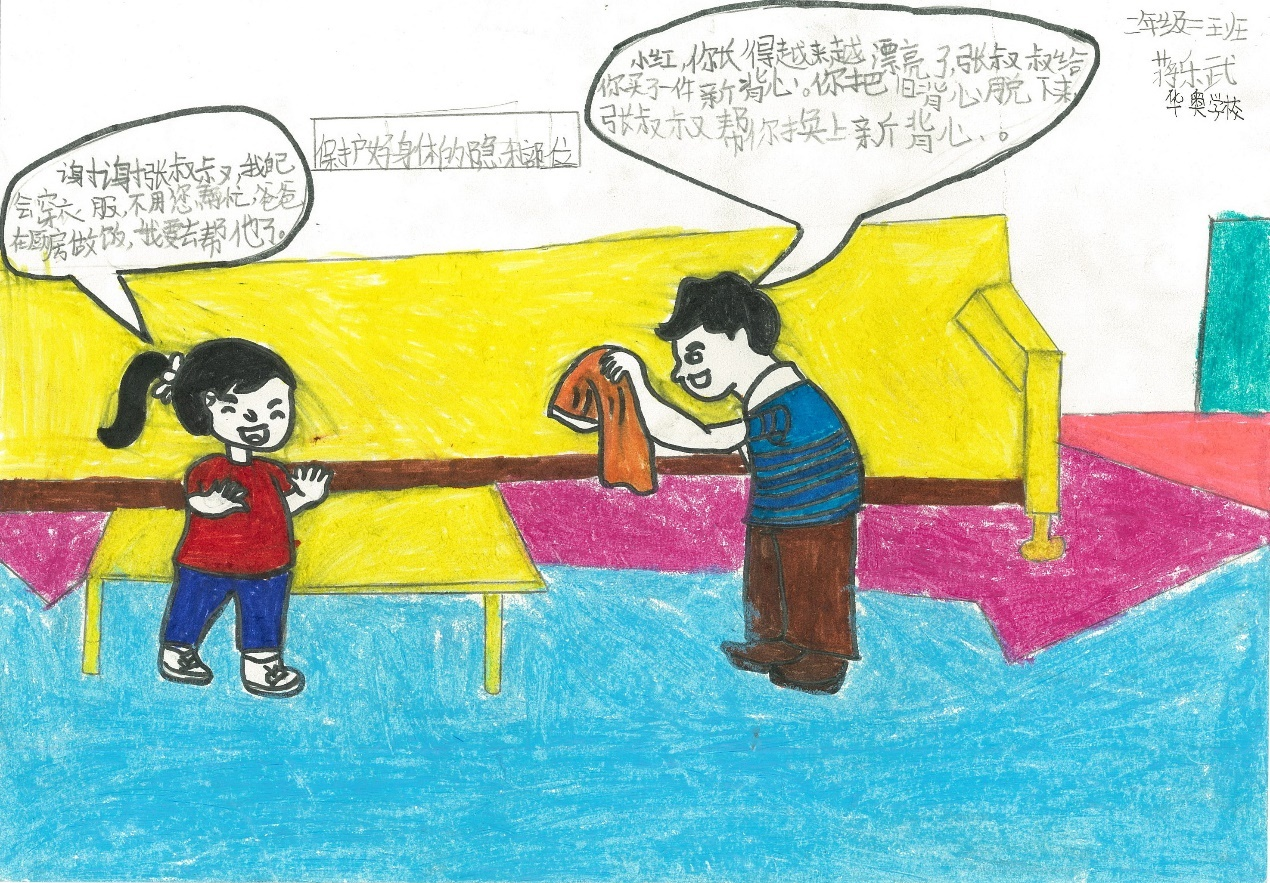 二年级二班
蒋乐武
华奥学校
小红,你长得越来越漂亮了,张叔叔给
你买了一件新背心。你把旧背心脱下来,
张叔叔帮你换上新背心。
保护好身体的隐私部位
谢谢张叔叔,我自己
会穿衣服,不用您帮忙,爸爸
在厨房做饭,我要去帮他了。